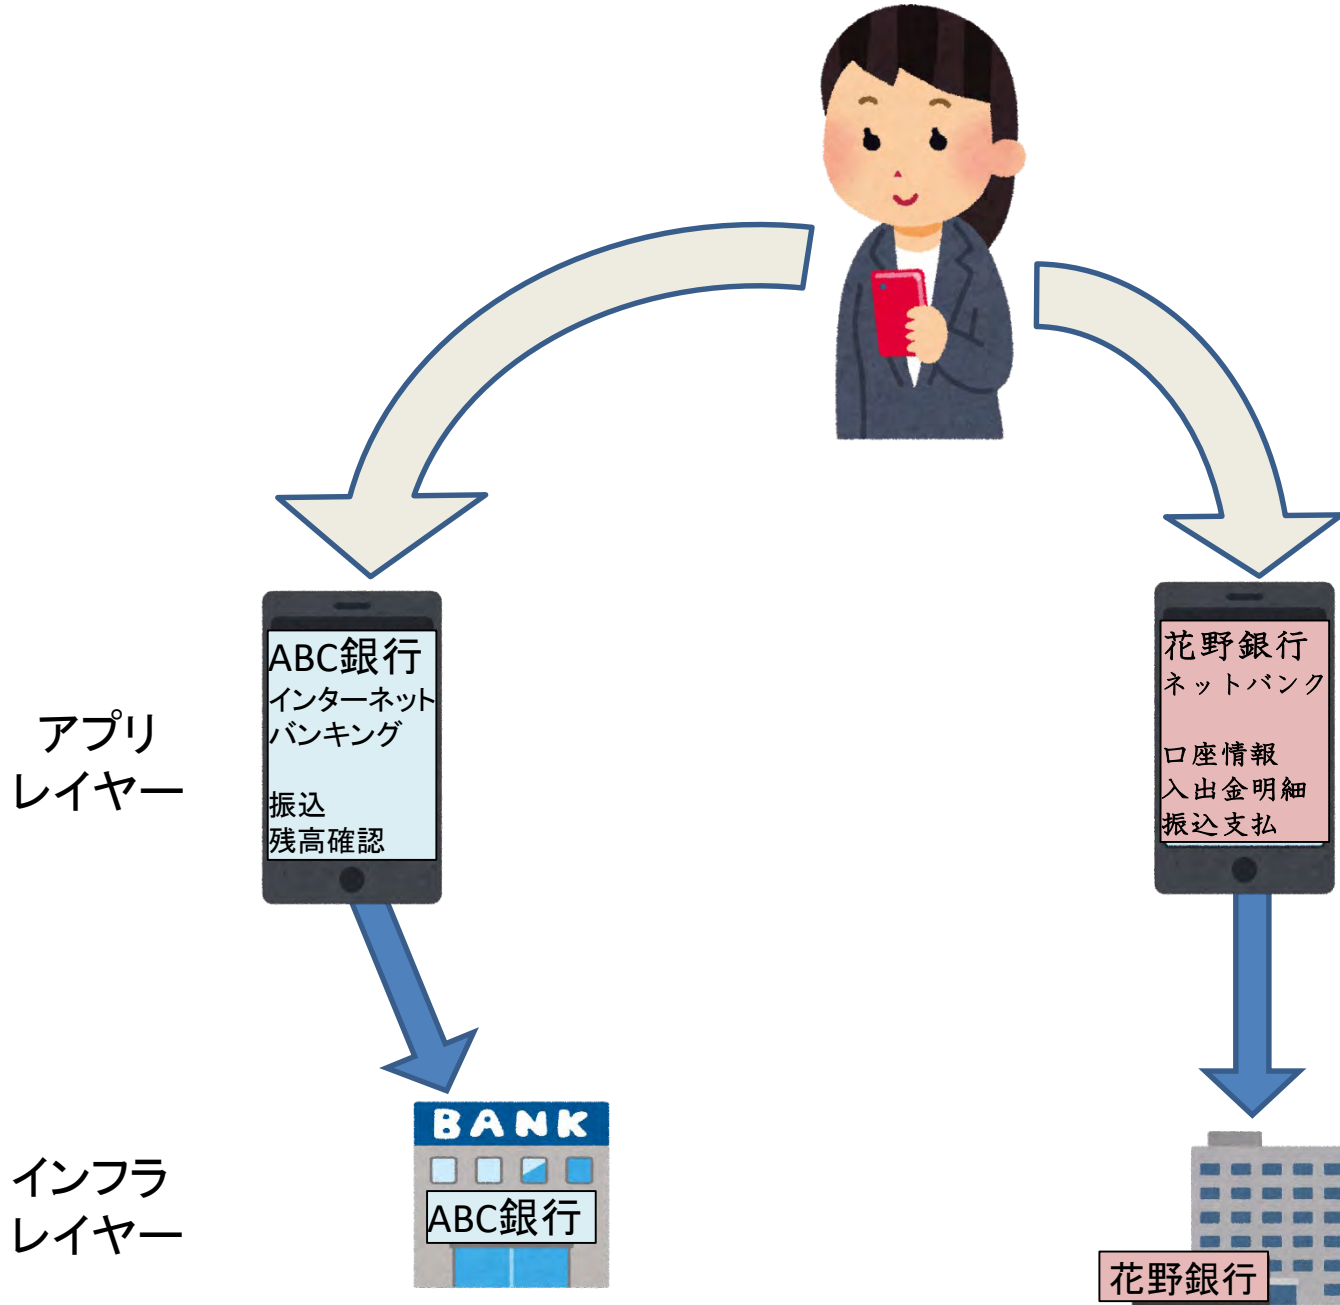 ABC銀行
インターネット
バンキング
振込
残高確認
花野銀行
ネットバンク
口座情報
入出金明細
振込支払
アプリ
レイヤー
BANK
ABC銀行
インフラ
レイヤー
花野銀行